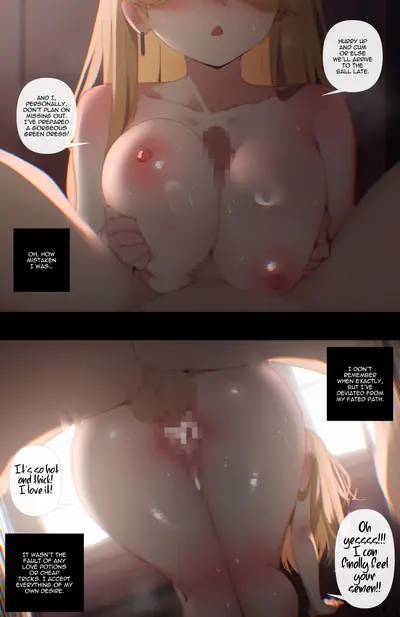 HURRY UP
AND CUM OR
ELSE
WE'LL ARRIVE
TO THE
BALL LATE.
AND I,
PERSONALLY,
DON'T PLAN ON
MISSING OUT.
I'VE PREPARED
A GORGEOUS
GREEN DRESS!
OH, HOW
MISTAKEN
I WAS...
I DON'T
REMEMBER
WHEN EXACTLY,
BUT I'VE
DEVIATED FROM
MY FATED PATH.
It's so hot
and thick!
I love it!
Oh
yessss!!!
I can
finally feel
your
semen!!
IT WASN'T
THE FAULT
OF ANY
LOVE POTIONS
OR CHEAP
TRICKS. I ACCEPT
EVERYTHING OF
MY OWN DESIRE.